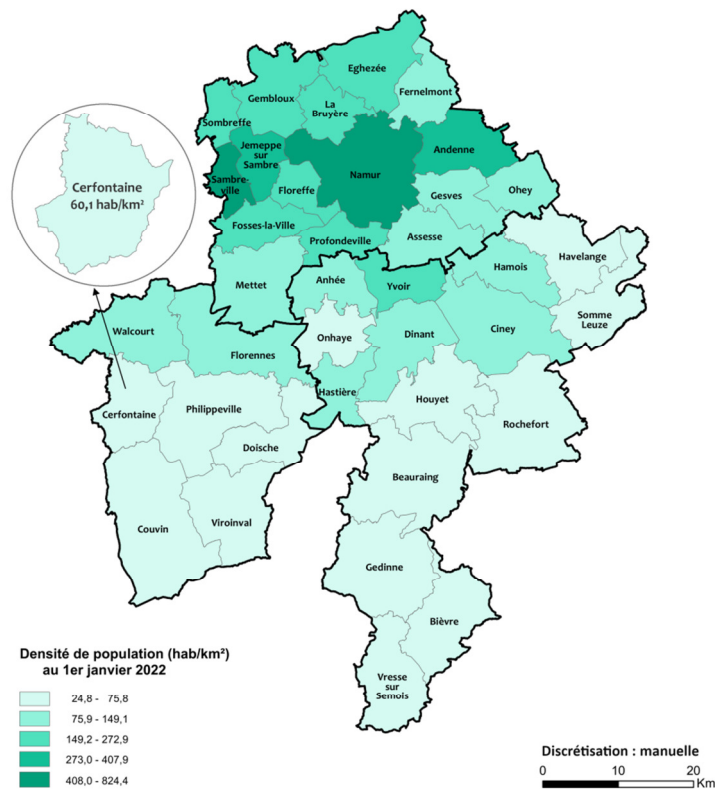 Eghezée
Fernelmont
Gembloux
La
Bruyère
Sombreffe
Jemeppe
sur
Sambre
Andenne
Namur
Sambre-
ville
Floreffe
Gesves
Ohey
Cerfontaine
60,1 hab/km²
Fosses-la-Ville
Profondeville
Assesse
Havelange
Hamois
Mettet
Anhée
Yvoir
Somme
Leuze
Walcourt
Onhaye
Dinant
Ciney
Florennes
Hastière
Houyet
Cerfontaine
Philippeville
Rochefort
Doische
Beauraing
Couvin
Viroinval
Gedinne
Bièvre
Vresse
sur
Semois
Densité de population (hab/km²)
au 1er janvier 2022
24,8 - 75,8
75,9 - 149,1
149,2 - 272,9
273,0 - 407,9
408,0 - 824,4
Discrétisation : manuelle
0 10 20
Km